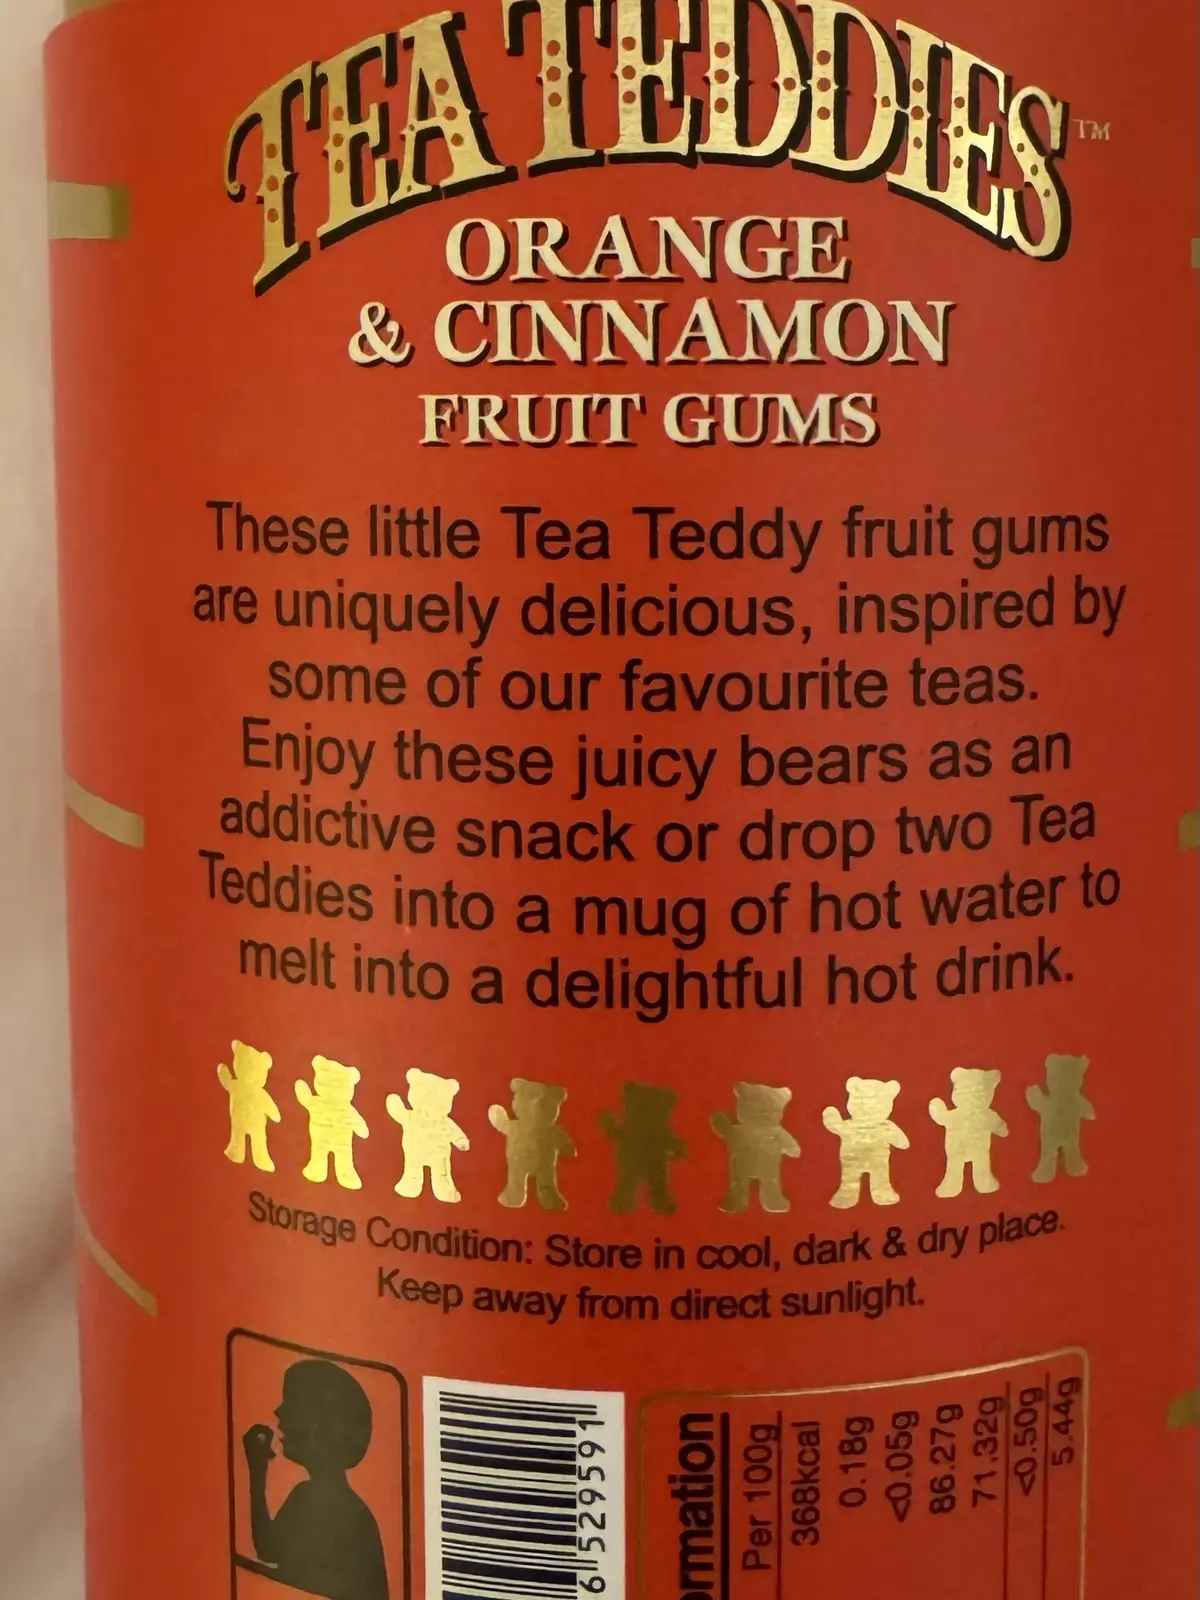 TEA TEDDIES™
ORANGE
& CINNAMON
FRUIT GUMS
These little Tea Teddy fruit gums
are uniquely delicious, inspired by
some of our favourite teas.
Enjoy these juicy bears as an
addictive snack or drop two Tea
Teddies into a mug of hot water to
melt into a delightful hot drink.
Storage Condition: Store in cool, dark & dry place.
Keep away from direct sunlight.
6 529591
ormation
Per 100g
368kcal
0.18g
<0.05g
86.27g
71.32g
<0.50g
5.44g